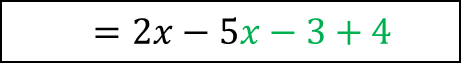 = 2x − 5x − 3 + 4